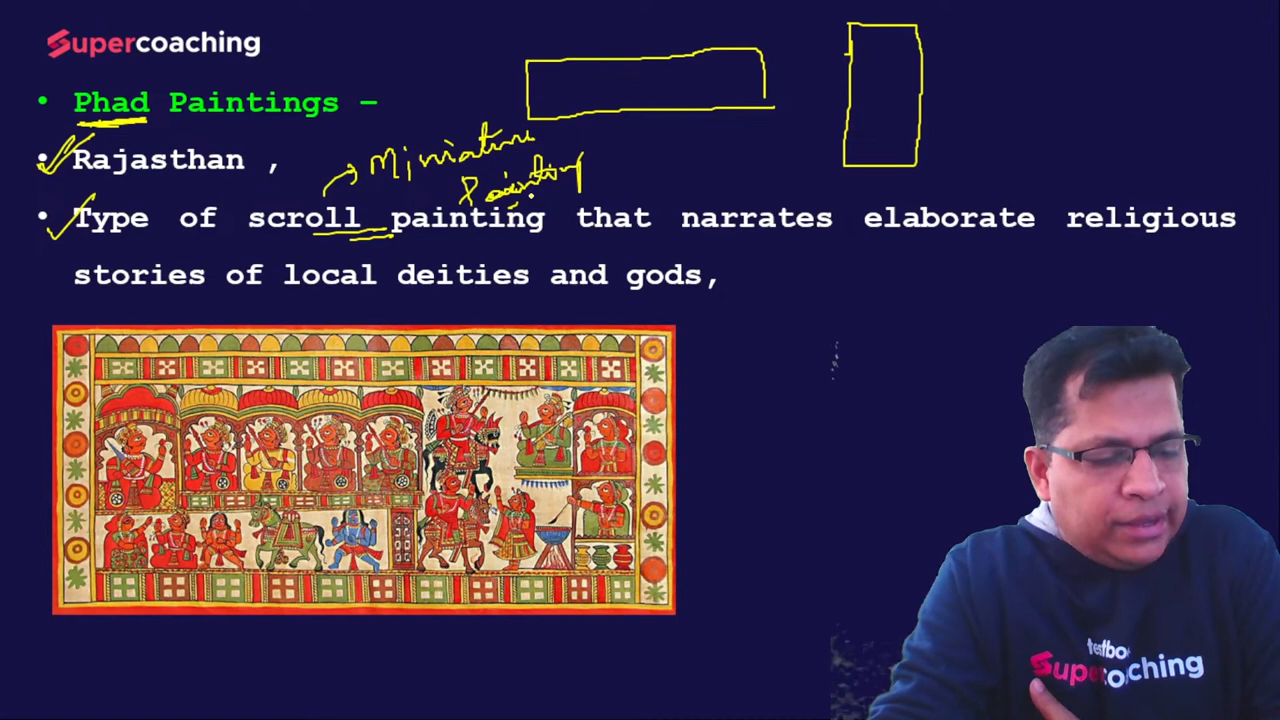 Supercoaching
• Phad Paintings –
• Rajasthan ,
Miniature
Painting
• Type of scroll painting that narrates elaborate religious
stories of local deities and gods,
testbo
Supercoaching